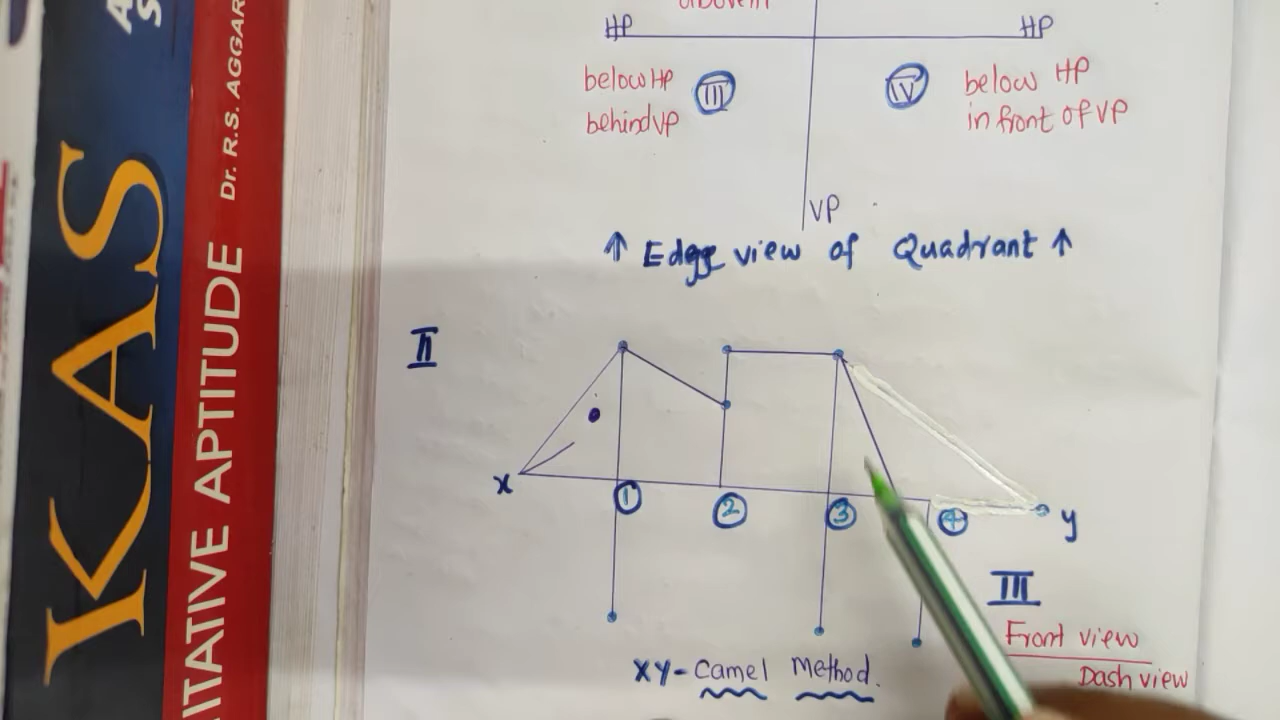 KAS
ITATIVE APTITUDE Dr. R.S. AGGAR
HP HP
below HP III IV below HP
behind VP in front of VP
VP
↑ Edge view of Quadrant ↑
II
X 1 2 3 4 y
III
Front view
Dash view
XY-Camel Method.